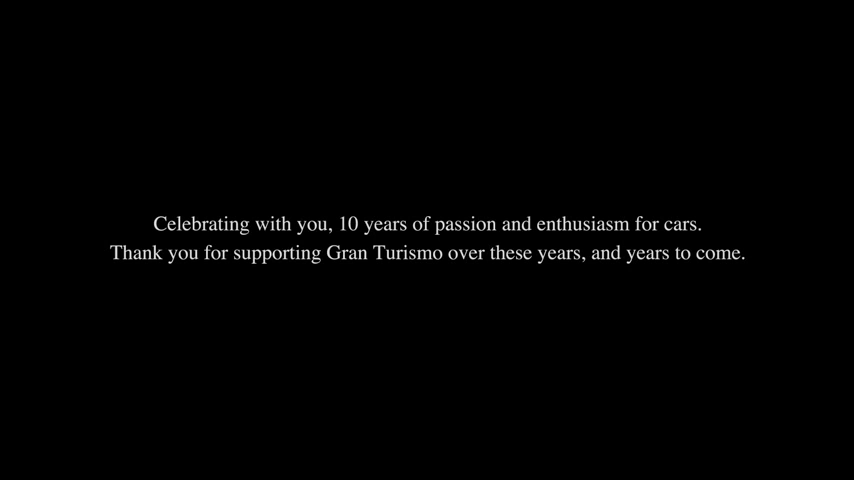 Celebrating with you, 10 years of passion and enthusiasm for cars.
Thank you for supporting Gran Turismo over these years, and years to come.